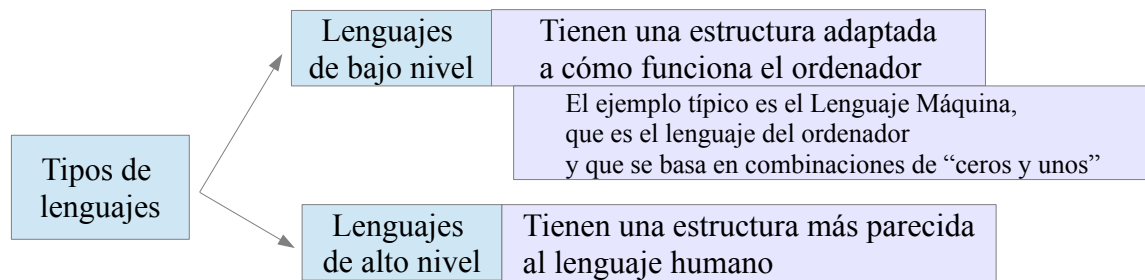 Tipos de
lenguajes
Lenguajes
de bajo nivel
Tienen una estructura adaptada
a cómo funciona el ordenador
El ejemplo típico es el Lenguaje Máquina,
que es el lenguaje del ordenador
y que se basa en combinaciones de “ceros y unos”
Lenguajes
de alto nivel
Tienen una estructura más parecida
al lenguaje humano